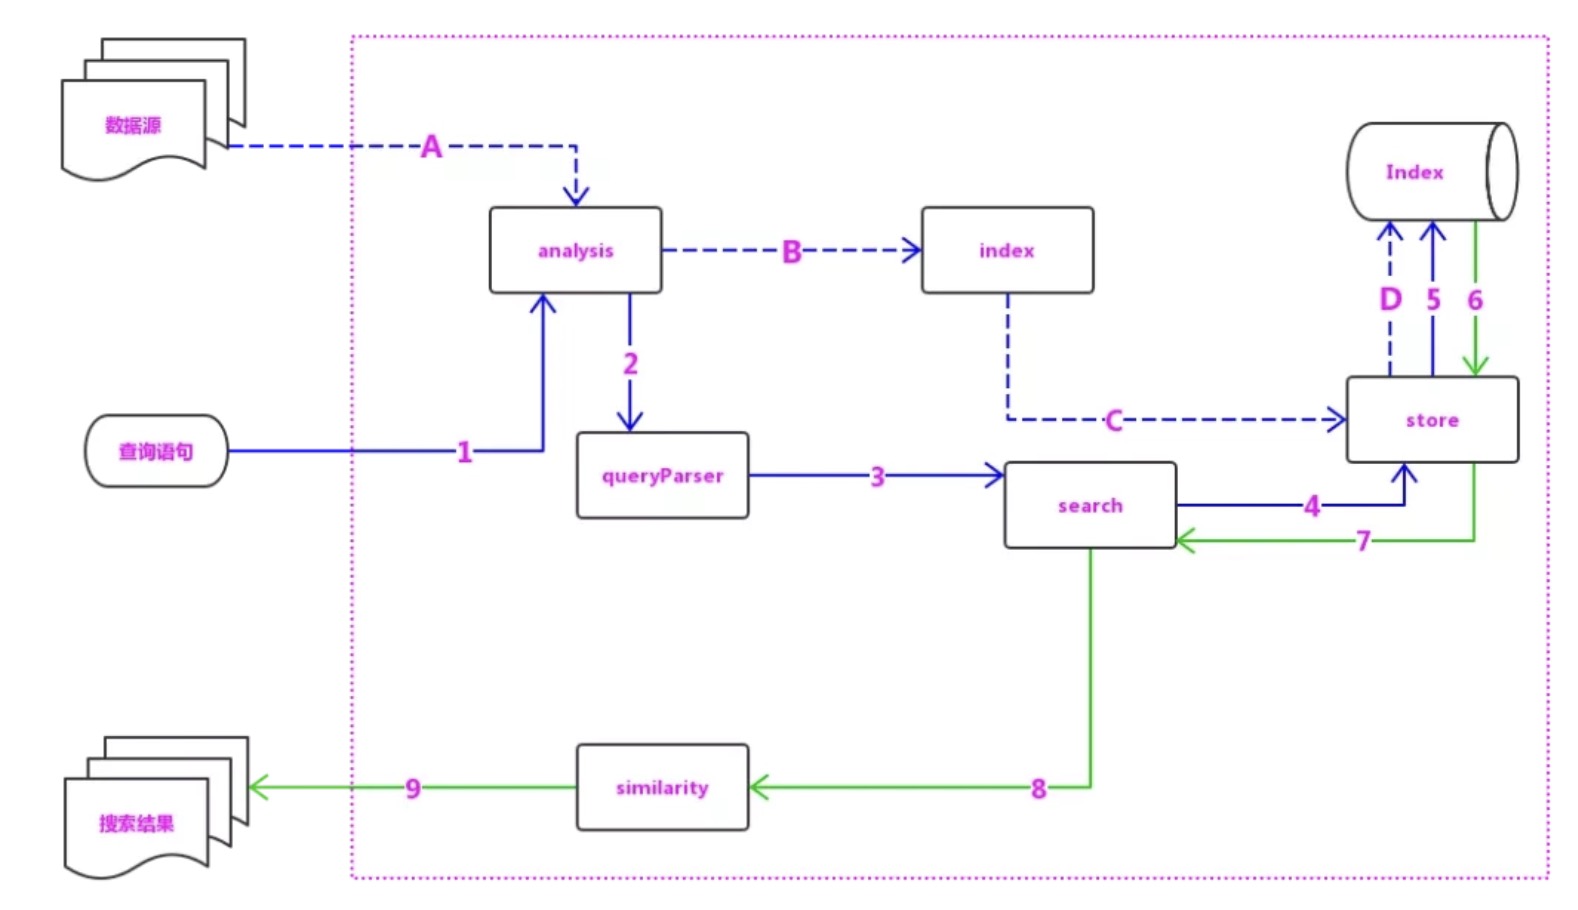 数据源
A
Index
analysis
B
index
D
5
6
2
C
store
查询语句
1
queryParser
3
search
4
7
9
similarity
8
搜索结果